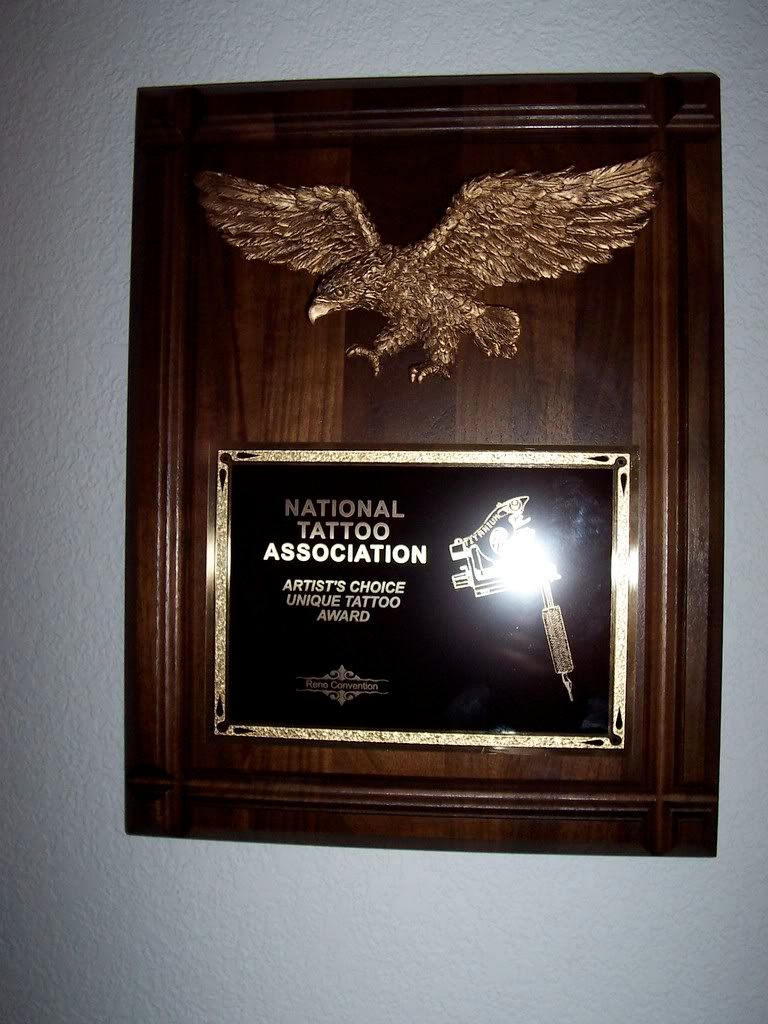 NATIONAL
TATTOO
ASSOCIATION
ARTIST'S CHOICE
UNIQUE TATTOO
AWARD
Reno Convention